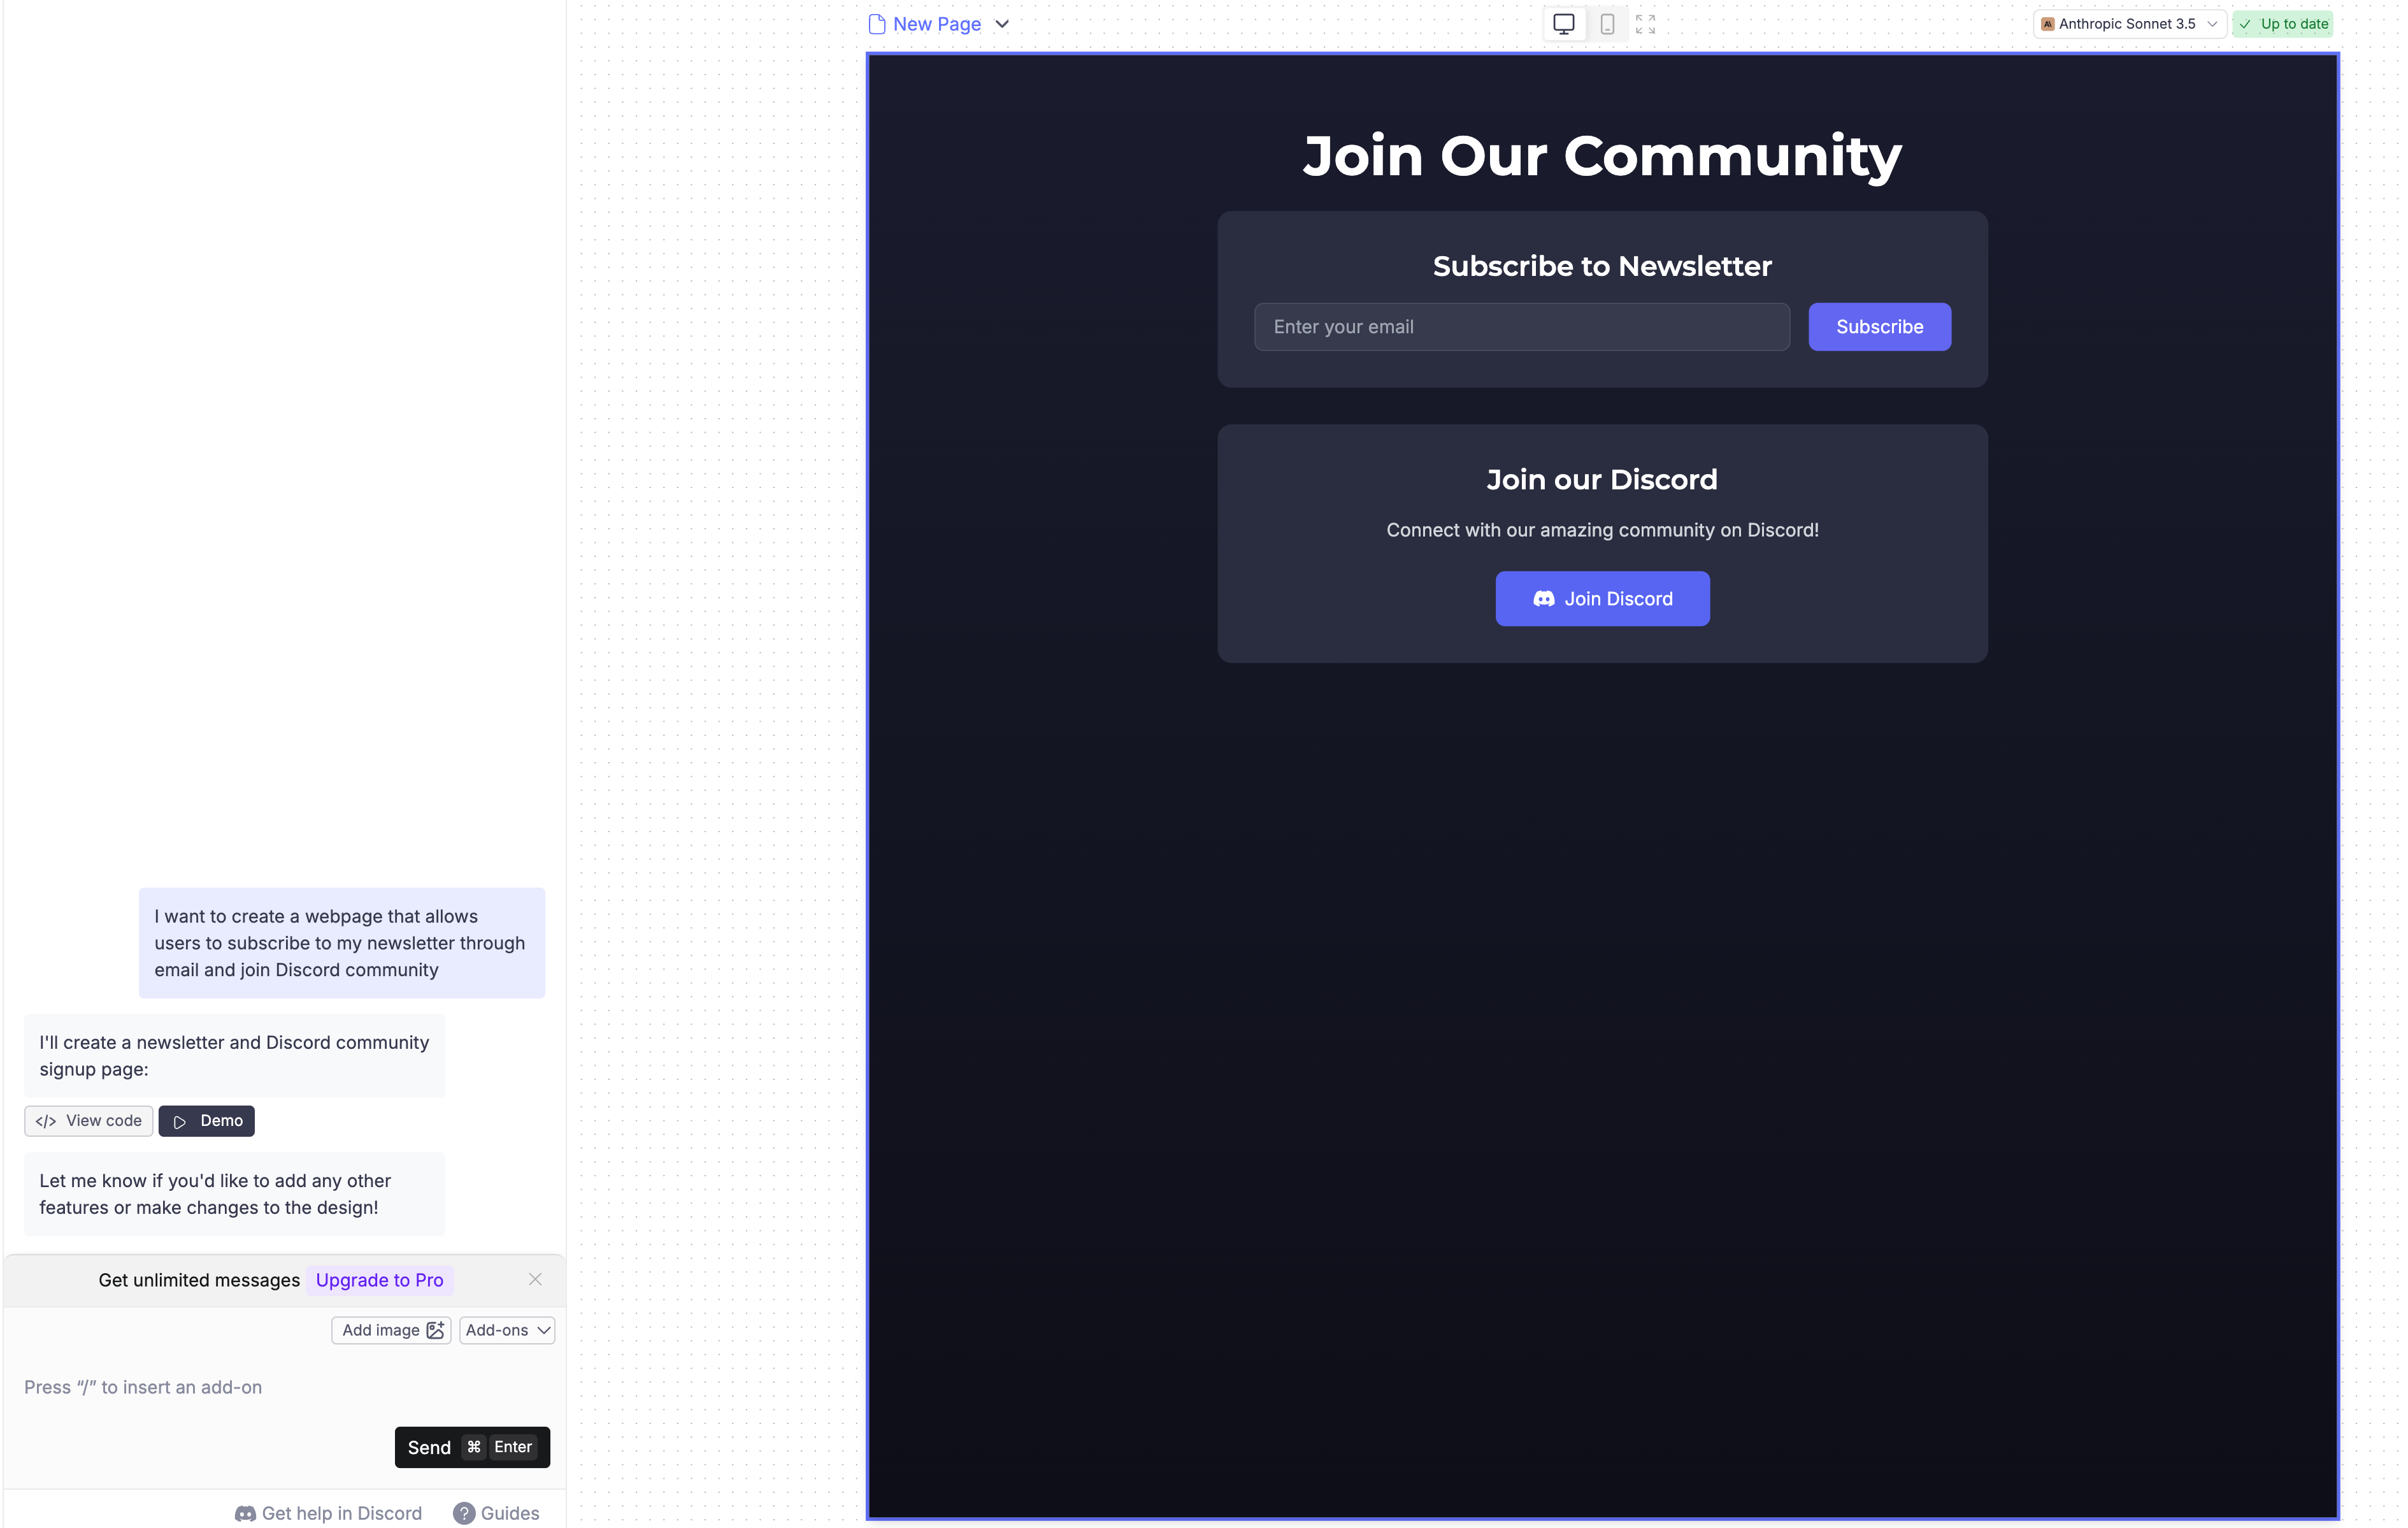 New Page
Anthropic Sonnet 3.5
Up to date
Join Our Community
Subscribe to Newsletter
Enter your email
Subscribe
Join our Discord
Connect with our amazing community on Discord!
Join Discord
I want to create a webpage that allows
users to subscribe to my newsletter through
email and join Discord community
I'll create a newsletter and Discord community
signup page:
</> View code
Demo
Let me know if you'd like to add any other
features or make changes to the design!
Get unlimited messages Upgrade to Pro
Add image
Add-ons
Press “/” to insert an add-on
Send ⌘ Enter
Get help in Discord
? Guides